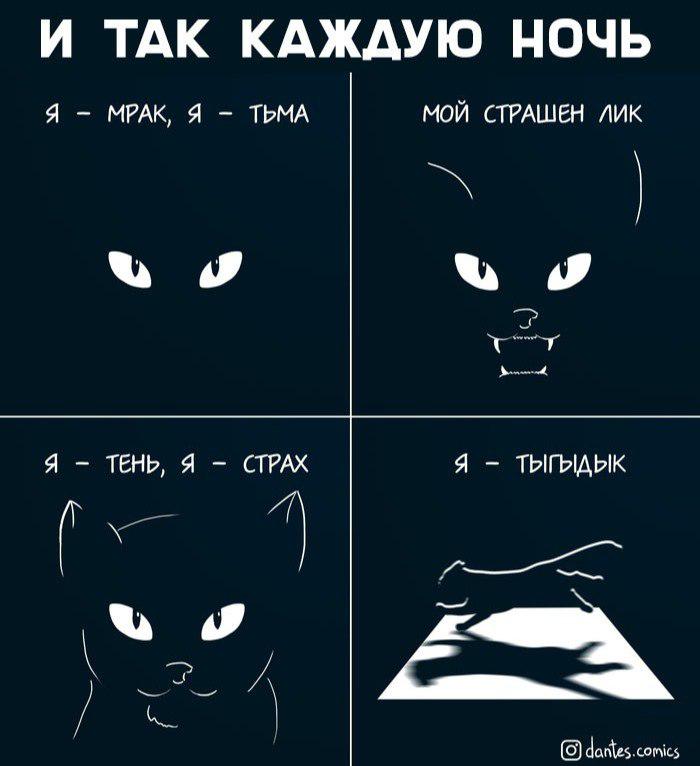 И ТАК КАЖДУЮ НОЧЬ
Я – МРАК, Я – ТЬМА
МОЙ СТРАШЕН ЛИК
Я – ТЕНЬ, Я – СТРАХ
Я – ТЫГЫДЫК
dantes.comics